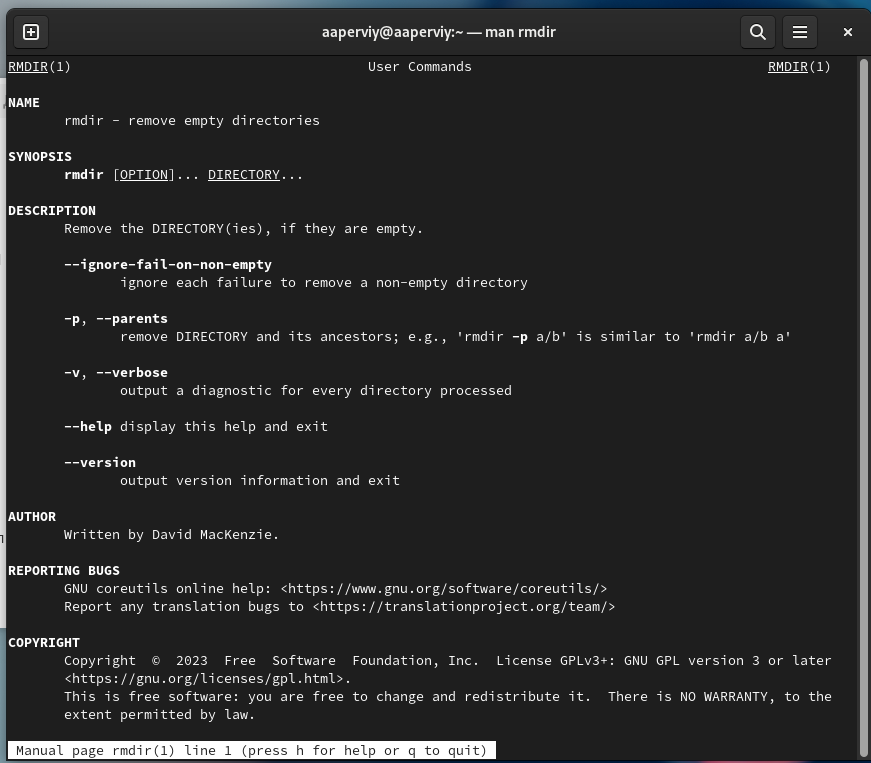 aaperviy@aaperviy:~ — man rmdir
RMDIR(1) User Commands RMDIR(1)
NAME
rmdir - remove empty directories
SYNOPSIS
rmdir [OPTION]... DIRECTORY...
DESCRIPTION
Remove the DIRECTORY(ies), if they are empty.
--ignore-fail-on-non-empty
ignore each failure to remove a non-empty directory
-p, --parents
remove DIRECTORY and its ancestors; e.g., 'rmdir -p a/b' is similar to 'rmdir a/b a'
-v, --verbose
output a diagnostic for every directory processed
--help display this help and exit
--version
output version information and exit
AUTHOR
Written by David MacKenzie.
REPORTING BUGS
GNU coreutils online help: <https://www.gnu.org/software/coreutils/>
Report any translation bugs to <https://translationproject.org/team/>
COPYRIGHT
Copyright © 2023 Free Software Foundation, Inc. License GPLv3+: GNU GPL version 3 or later
<https://gnu.org/licenses/gpl.html>.
This is free software: you are free to change and redistribute it. There is NO WARRANTY, to the
extent permitted by law.
Manual page rmdir(1) line 1 (press h for help or q to quit)